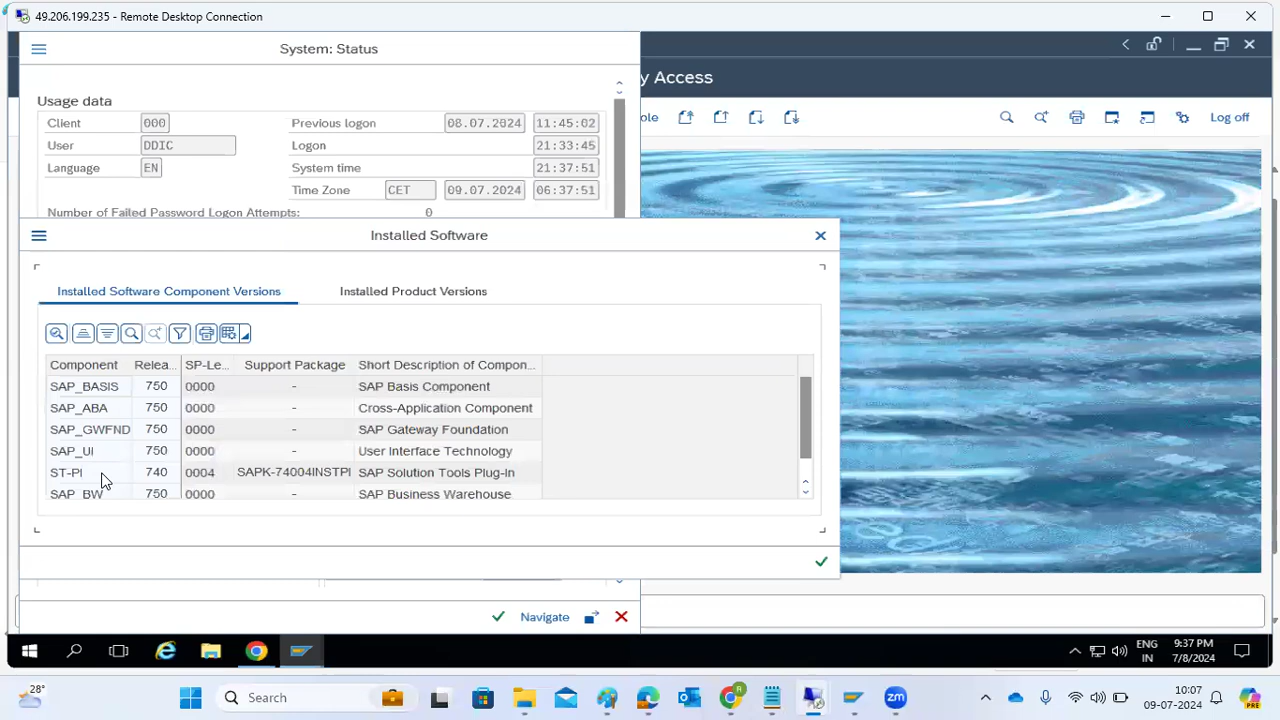 49.206.199.235 - Remote Desktop Connection
System: Status
y Access
Usage data
Client 000 Previous logon 08.07.2024 11:45:02
ole Log off
User DDIC Logon 21:33:45
Language EN System time 21:37:51
Time Zone CET 09.07.2024 06:37:51
Number of Failed Password Logon Attempts: 0
Installed Software
Installed Software Component Versions Installed Product Versions
Component Relea... SP-Le... Support Package Short Description of Compon...
SAP_BASIS 750 0000 - SAP Basis Component
SAP_ABA 750 0000 - Cross-Application Component
SAP_GWFND 750 0000 - SAP Gateway Foundation
SAP_UI 750 0000 - User Interface Technology
ST-PI 740 0004 SAPK-74004INSTPI SAP Solution Tools Plug-In
SAP_BW 750 0000 - SAP Business Warehouse
Navigate
ENG
IN
9:37 PM
7/8/2024
28°
Search
zm
10:07
09-07-2024
PRE